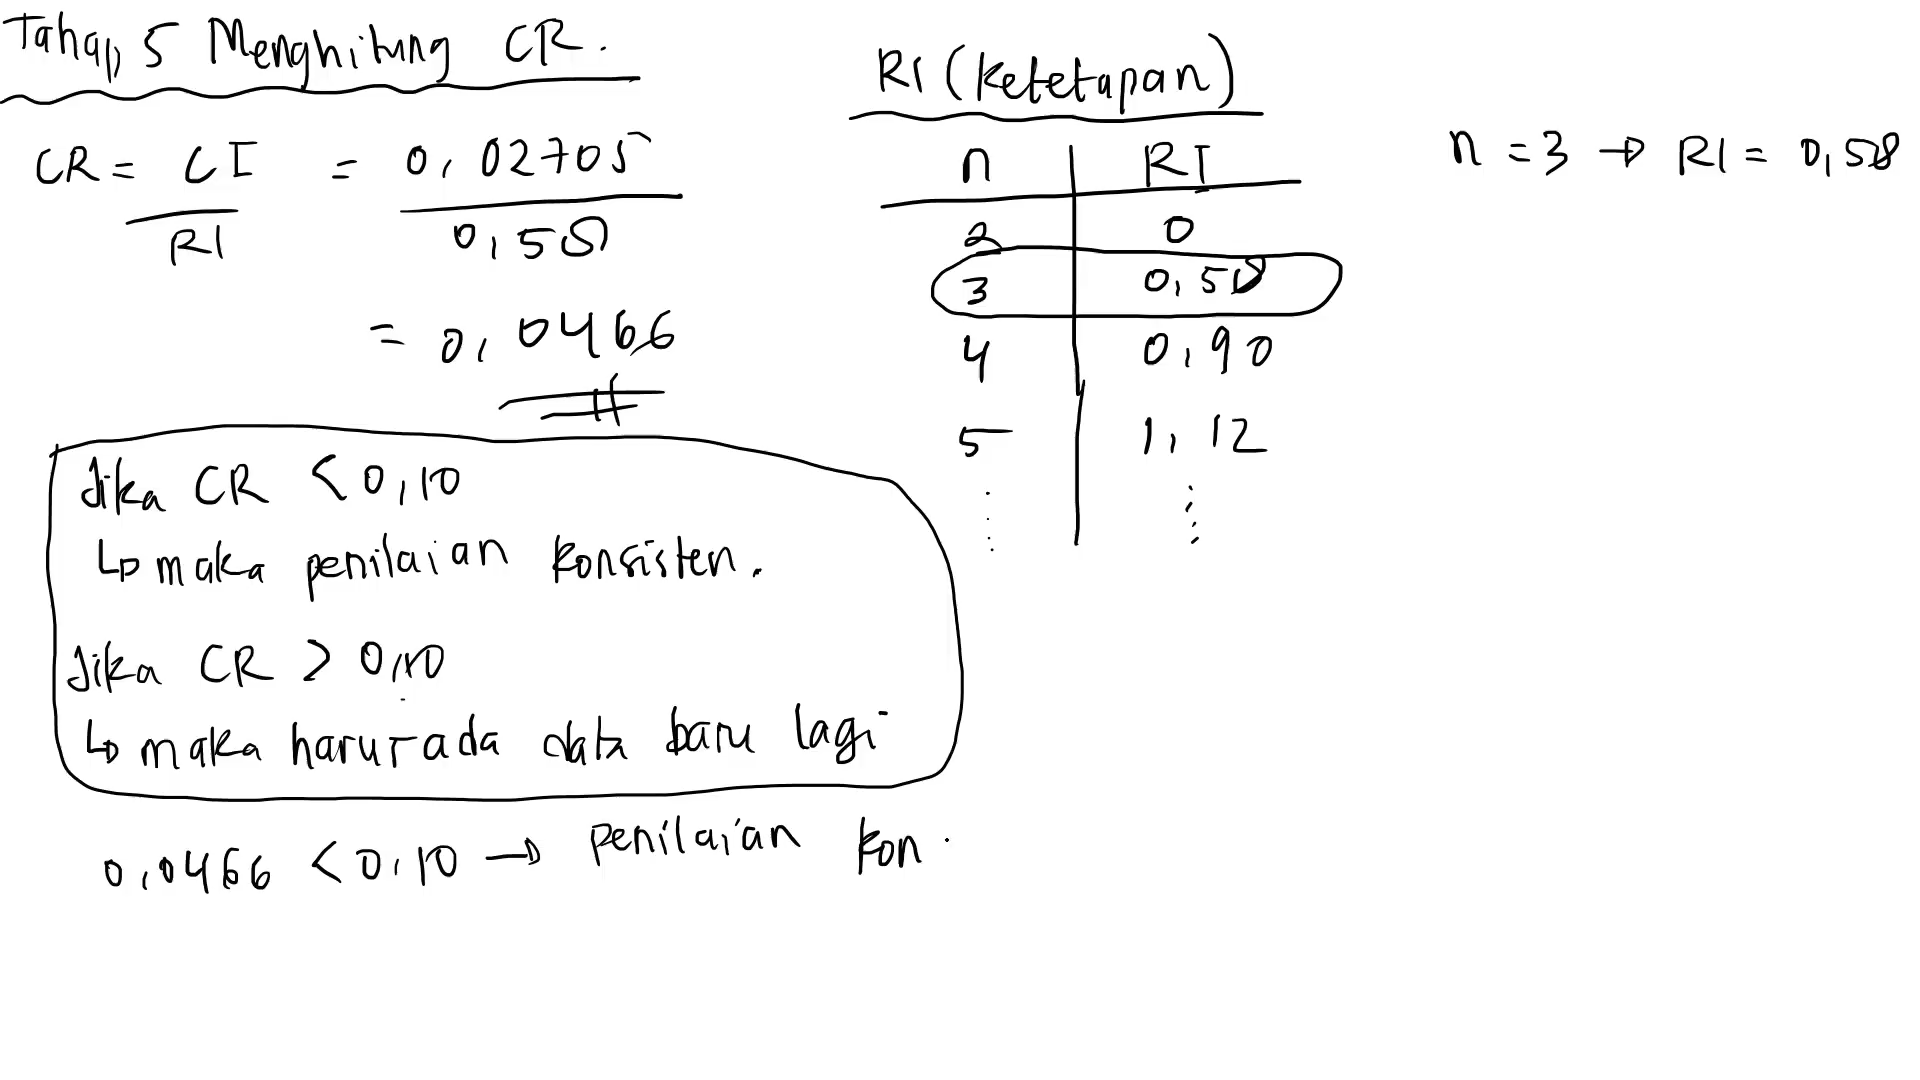 Tahap 5 Menghitung CR.
CR = CI / RI = 0,02705 / 0,58
= 0,0466
Jika CR < 0,10
↳ maka penilaian konsisten.
Jika CR > 0,10
↳ maka harus ada data baru lagi
0,0466 < 0,10 → penilaian kon
RI (ketetapan)
n | RI
2 | 0
3 | 0,58
4 | 0,90
5 | 1,12
n = 3 → RI = 0,58